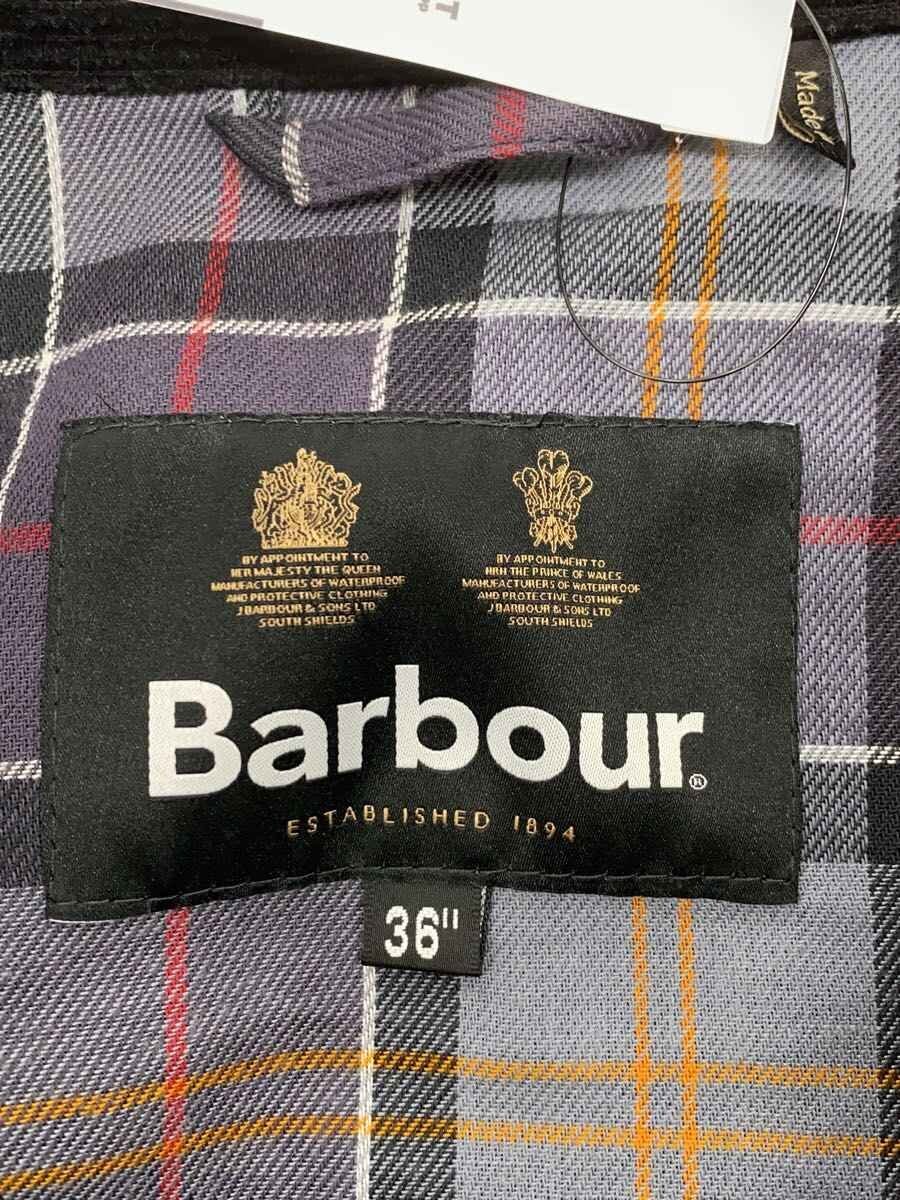 T
Made
BY APPOINTMENT TO
HER MAJESTY THE QUEEN
MANUFACTURERS OF WATERPROOF
AND PROTECTIVE CLOTHING
J BARBOUR & SONS LTD
SOUTH SHIELDS
BY APPOINTMENT TO
HRH THE PRINCE OF WALES
MANUFACTURERS OF WATERPROOF
AND PROTECTIVE CLOTHING
J BARBOUR & SONS LTD
SOUTH SHIELDS
Barbour®
ESTABLISHED 1894
36"